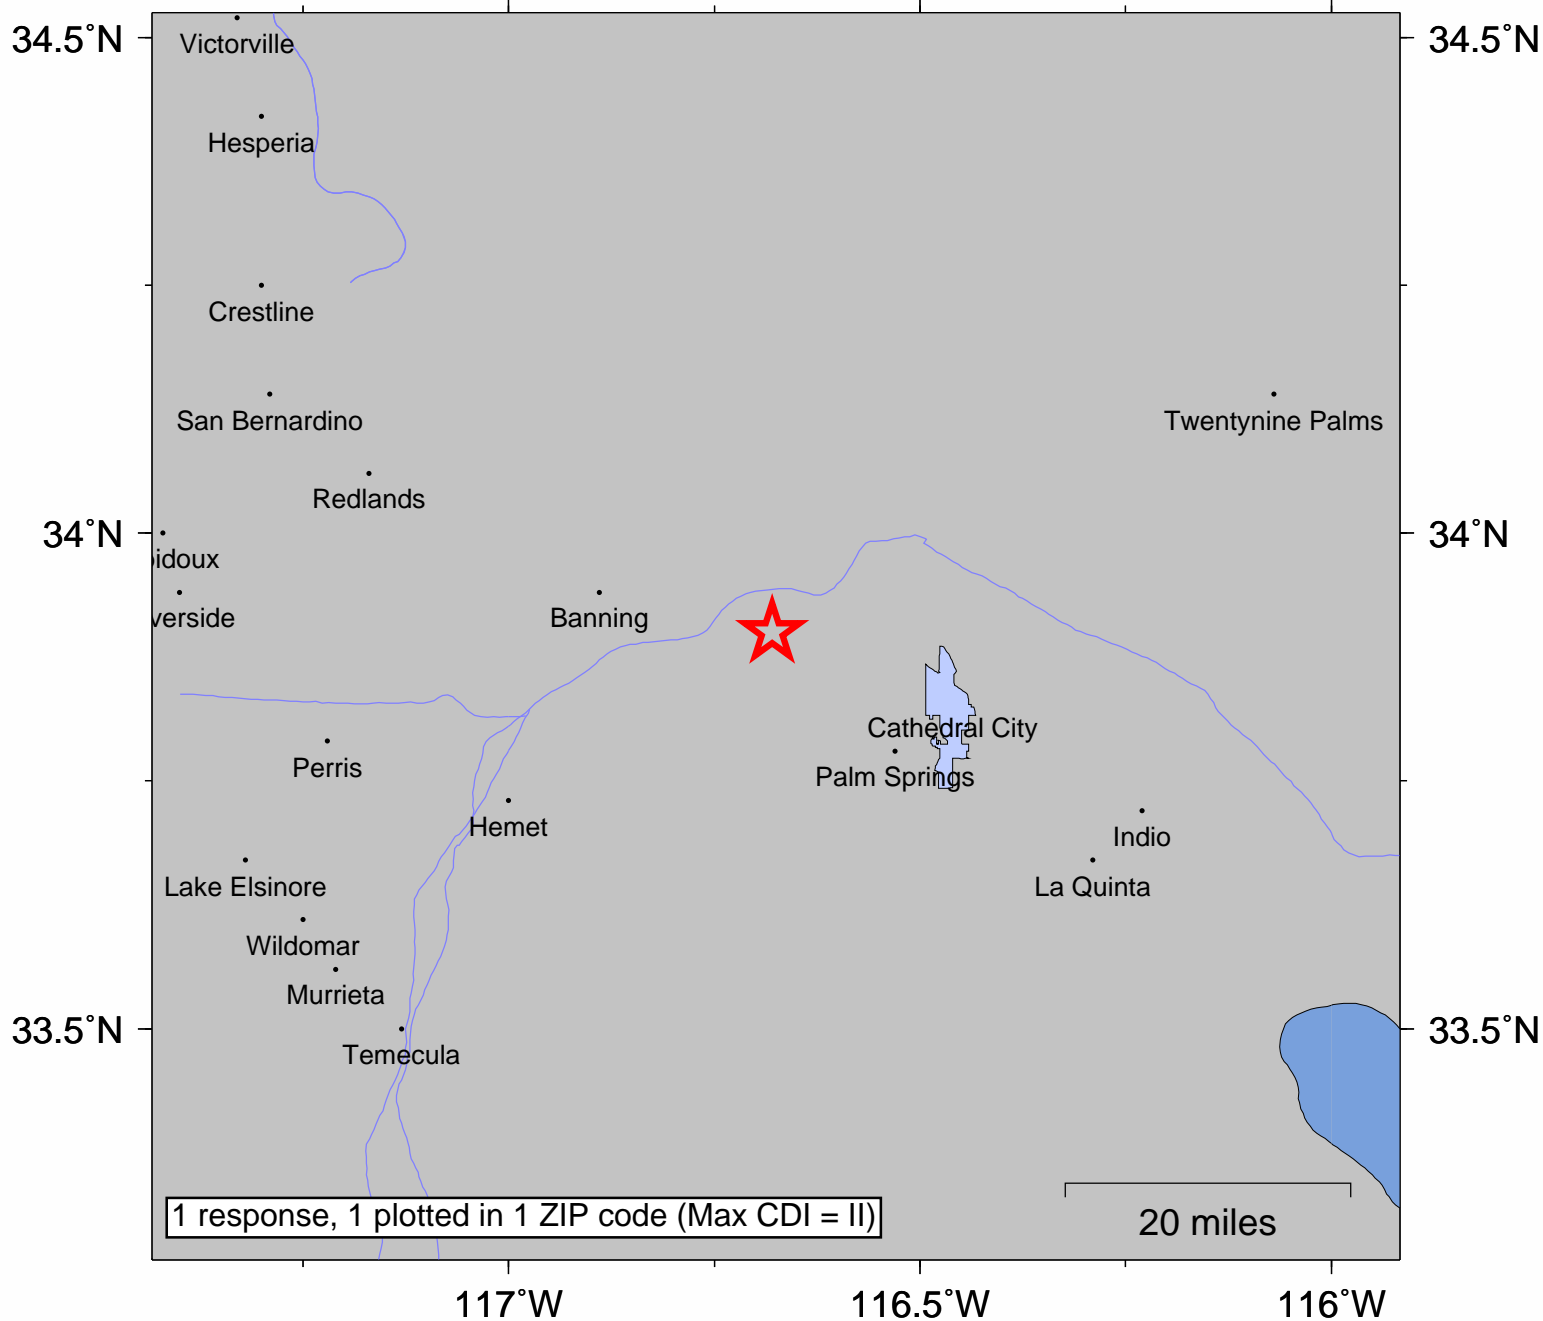 34.5°N
34.5°N
Victorville
Hesperia
Crestline
San Bernardino
Twentynine Palms
Redlands
34°N
34°N
idoux
verside
Banning
Cathedral City
Perris
Palm Springs
Hemet
Indio
Lake Elsinore
La Quinta
Wildomar
Murrieta
33.5°N
33.5°N
Temecula
1 response, 1 plotted in 1 ZIP code (Max CDI = II)
20 miles
117°W
116.5°W
116°W